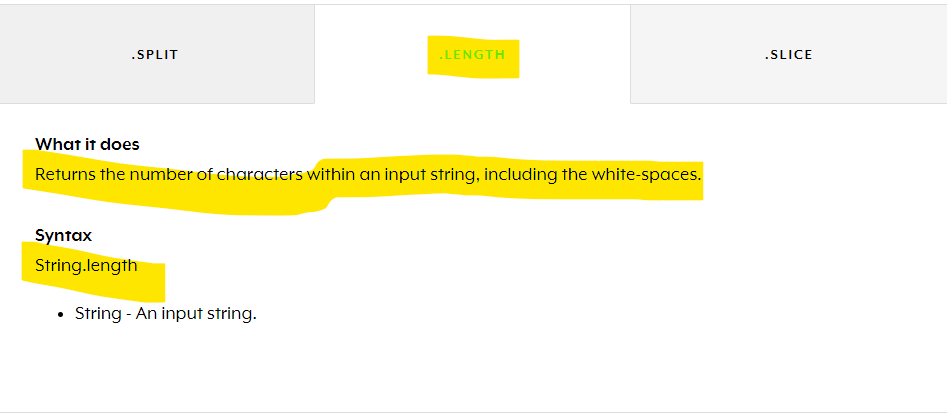 .SPLIT
.LENGTH
.SLICE
What it does
Returns the number of characters within an input string, including the white-spaces.
Syntax
String.length
• String - An input string.